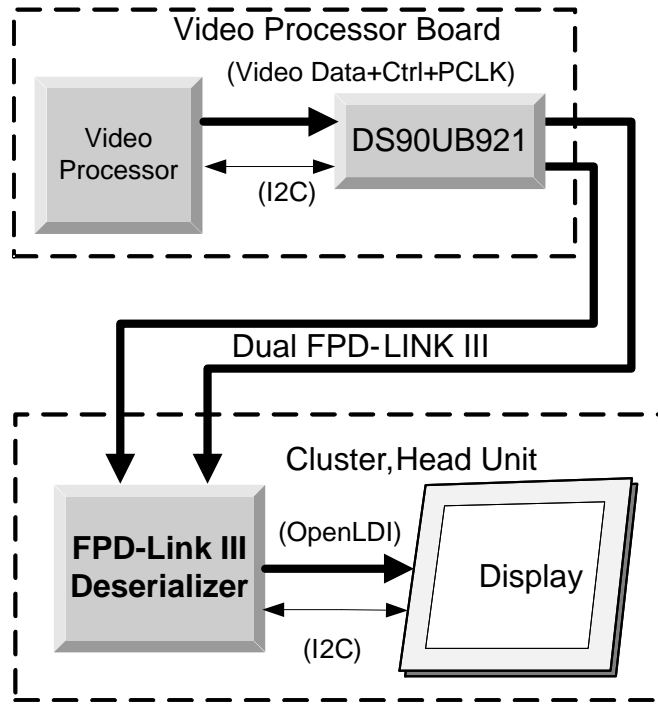 Video Processor Board
(Video Data+Ctrl+PCLK)
Video
Processor
DS90UB921
(I2C)
Dual FPD-LINK III
Cluster,Head Unit
FPD-Link III
Deserializer
(OpenLDI)
Display
(I2C)